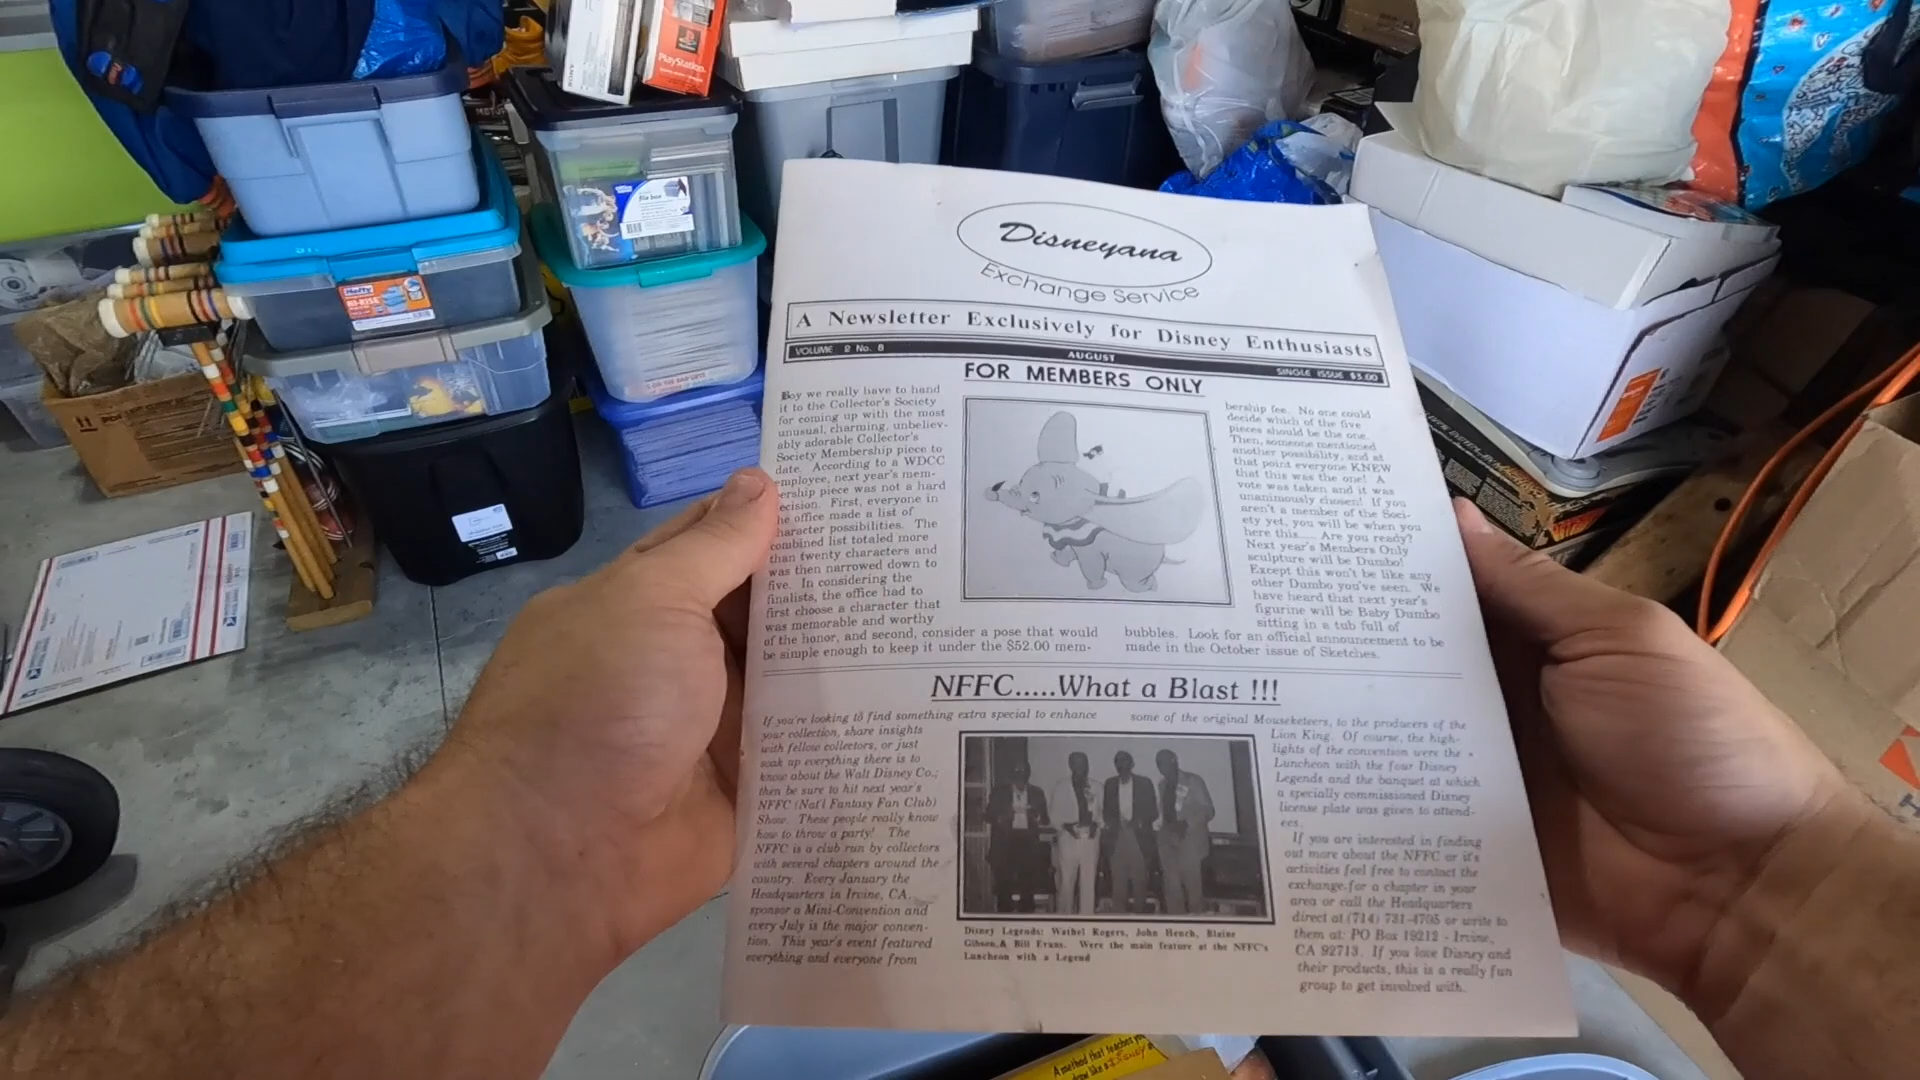 PlayStation.
file box
Hefty
HI-RISE
Disneyana
Exchange Service
A Newsletter Exclusively for Disney Enthusiasts
VOLUME 2 No. 8
AUGUST
SINGLE ISSUE $3.00
FOR MEMBERS ONLY
Boy we really have to hand
it to the Collector's Society
for coming up with the most
unusual, charming, unbeliev-
ably adorable Collector's
Society Membership piece to
date. According to a WDCC
employee, next year's mem-
ership piece was not a hard
ecision. First, everyone in
he office made a list of
haracter possibilities. The
combined list totaled more
than twenty characters and
was then narrowed down to
five. In considering the
finalists, the office had to
first choose a character that
was memorable and worthy
of the honor, and second, consider a pose that would
be simple enough to keep it under the $52.00 mem-
bership fee. No one could
decide which of the five
pieces should be the one.
Then, someone mentioned
another possibility, and at
that point everyone KNEW
that this was the one! A
vote was taken and it was
unanimously chosen! If you
aren't a member of the Soci-
ety yet, you will be when you
here this.... Are you ready?
Next year's Members Only
sculpture will be Dumbo!
Except this won't be like any
other Dumbo you've seen. We
have heard that next year's
figurine will be Baby Dumbo
sitting in a tub full of
bubbles. Look for an official announcement to be
made in the October issue of Sketches.
NFFC.....What a Blast !!!
If you're looking to find something extra special to enhance
your collection, share insights
with fellow collectors, or just
soak up everything there is to
know about the Walt Disney Co.;
then be sure to hit next year's
NFFC (Nat'l Fantasy Fan Club)
Show. These people really know
how to throw a party! The
NFFC is a club run by collectors
with several chapters around the
country. Every January the
Headquarters in Irvine, CA.
sponsor a Mini-Convention and
every July is the major conven-
tion. This year's event featured
everything and everyone from
some of the original Mouseketeers, to the producers of the
Lion King. Of course, the high-
lights of the convention were the
Luncheon with the four Disney
Legends and the banquet at which
a specially commissioned Disney
license plate was given to attend-
ees.
If you are interested in finding
out more about the NFFC or it's
activities feel free to contact the
exchange for a chapter in your
area or call the Headquarters
direct at (714) 731-4705 or write to
them at: PO Box 19212 - Irvine,
CA 92713. If you love Disney and
their products, this is a really fun
group to get involved with.
Disney Legends: Wathel Rogers, John Hench, Blaine
Gibson,& Bill Evans. Were the main feature at the NFFC's
Luncheon with a Legend
A method that teaches you
draw like a Disney